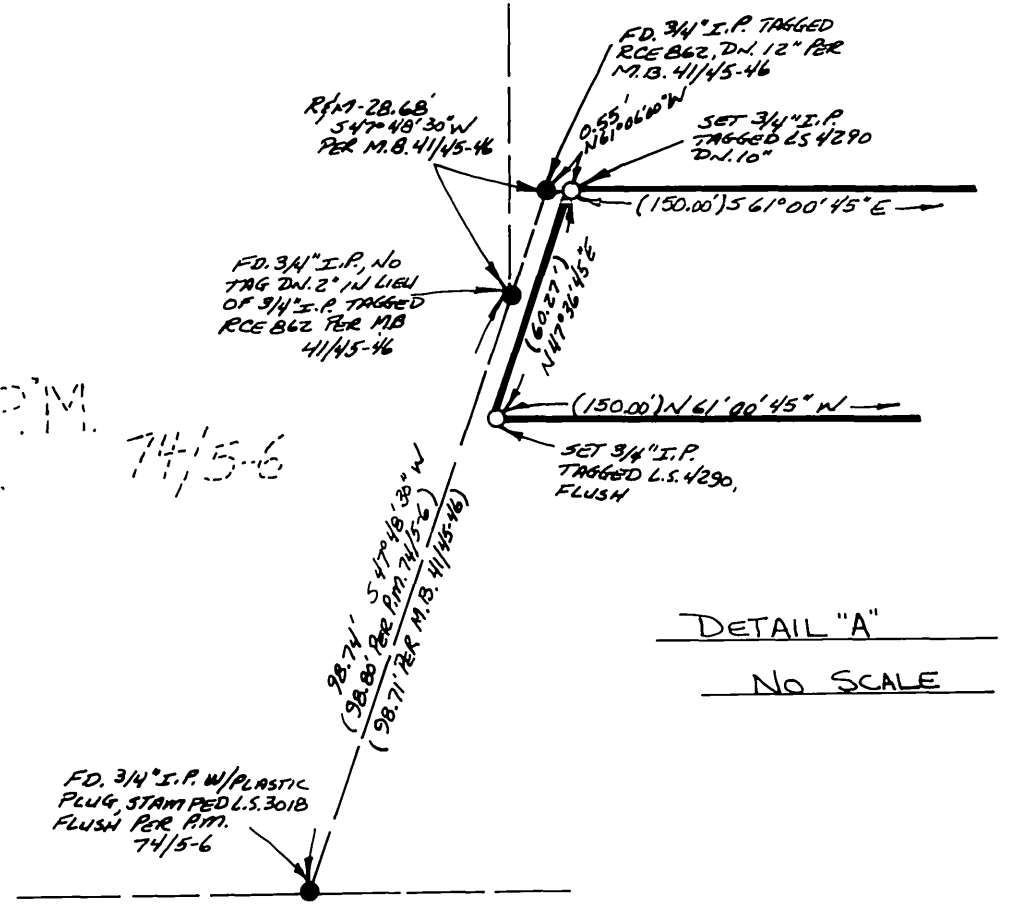 FD. 3/4" I.P. TAGGED
RCE 862, DN. 12" PER
M.B. 41/45-46
R&M-28.68'
S 47° 48' 30" W
PER M.B. 41/45-46
0.55'
N61°06'00"W
SET 3/4" I.P.
TAGGED LS 4290
DN. 10"
(150.00') S 61° 00' 45" E
FD. 3/4" I.P., NO
TAG DN. 2" IN LIEU
OF 3/4" I.P. TAGGED
RCE 862 PER MB
41/45-46
(60.27')
N 47° 36' 45" E
P.M.
74/5-6
(150.00') N 61° 00' 45" W
SET 3/4" I.P.
TAGGED L.S. 4290,
FLUSH
98.74' S 47° 48' 30" W
(98.80' PER P.M. 74/5-6)
(98.71' PER M.B. 41/45-46)
DETAIL "A"
NO SCALE
FD. 3/4" I.P. W/PLASTIC
PLUG, STAMPED L.S. 3018
FLUSH PER P.M.
74/5-6